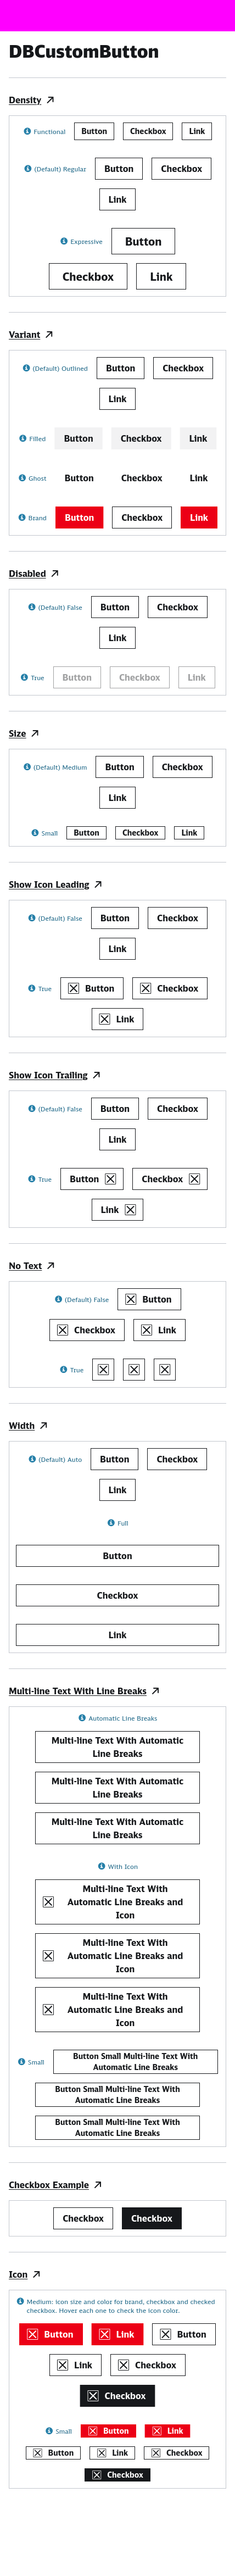 DBCustomButton
Density
Functional Button Checkbox Link
(Default) Regular Button Checkbox
Link
Expressive Button
Checkbox Link
Variant
(Default) Outlined Button Checkbox
Link
Filled Button Checkbox Link
Ghost Button Checkbox Link
Brand Button Checkbox Link
Disabled
(Default) False Button Checkbox
Link
True Button Checkbox Link
Size
(Default) Medium Button Checkbox
Link
Small Button Checkbox Link
Show Icon Leading
(Default) False Button Checkbox
Link
True Button Checkbox
Link
Show Icon Trailing
(Default) False Button Checkbox
Link
True Button Checkbox
Link
No Text
(Default) False Button
Checkbox Link
True
Width
(Default) Auto Button Checkbox
Link
Full
Button
Checkbox
Link
Multi-line Text With Line Breaks
Automatic Line Breaks
Multi-line Text With Automatic
Line Breaks
Multi-line Text With Automatic
Line Breaks
Multi-line Text With Automatic
Line Breaks
With Icon
Multi-line Text With
Automatic Line Breaks and
Icon
Multi-line Text With
Automatic Line Breaks and
Icon
Multi-line Text With
Automatic Line Breaks and
Icon
Small Button Small Multi-line Text With
Automatic Line Breaks
Button Small Multi-line Text With
Automatic Line Breaks
Button Small Multi-line Text With
Automatic Line Breaks
Checkbox Example
Checkbox Checkbox
Icon
Medium: icon size and color for brand, checkbox and checked
checkbox. Hover each one to check the icon color.
Button Link Button
Link Checkbox
Checkbox
Small Button Link
Button Link Checkbox
Checkbox